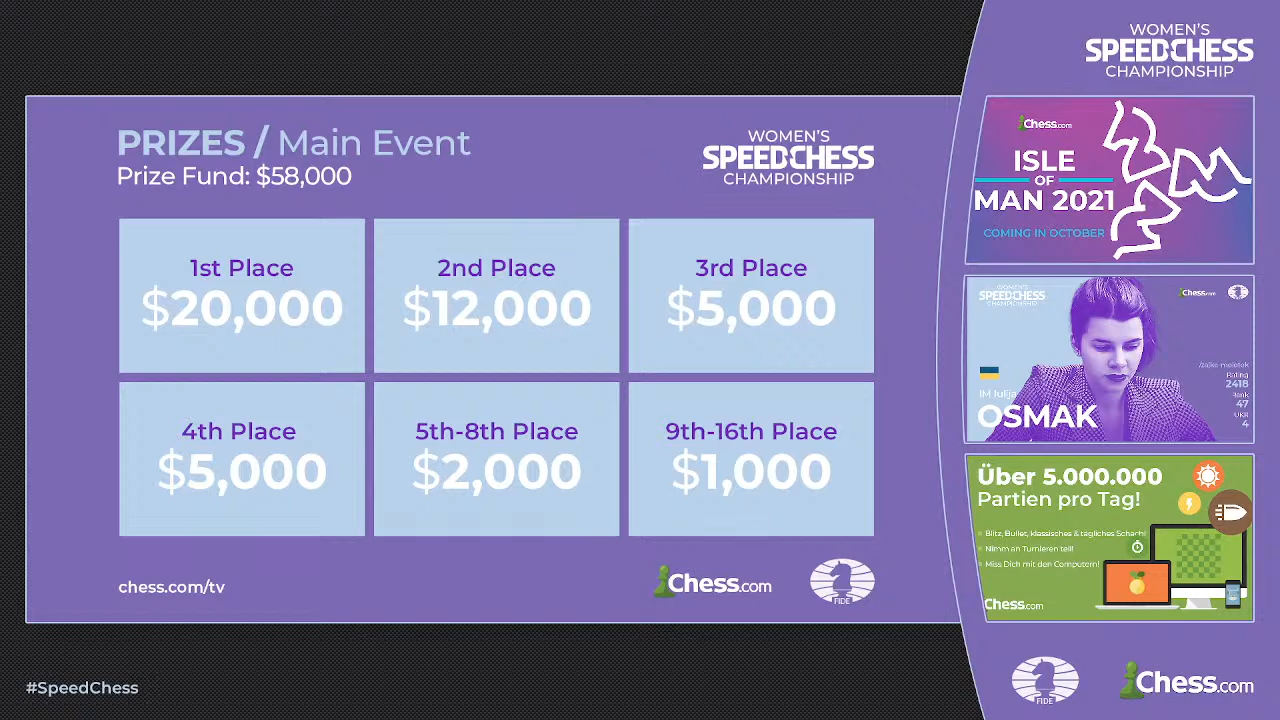 PRIZES / Main Event
Prize Fund: $58,000
WOMEN'S
SPEEDCHESS
CHAMPIONSHIP
1st Place
$20,000
2nd Place
$12,000
3rd Place
$5,000
4th Place
$5,000
5th-8th Place
$2,000
9th-16th Place
$1,000
chess.com/tv
Chess.com
FIDE
#SpeedChess
WOMEN'S
SPEEDCHESS
CHAMPIONSHIP
Chess.com
ISLE
OF
MAN 2021
COMING IN OCTOBER
WOMEN'S
SPEEDCHESS
CHAMPIONSHIP
Chess.com
Rating
2418
Rank
47
UKR
4
IM Iulija
OSMAK
Über 5.000.000
Partien pro Tag!
Blitz, Bullet, klassisches & tägliches Schach!
Nimm an Turnieren teil!
Miss Dich mit den Computern!
Chess.com
FIDE
Chess.com